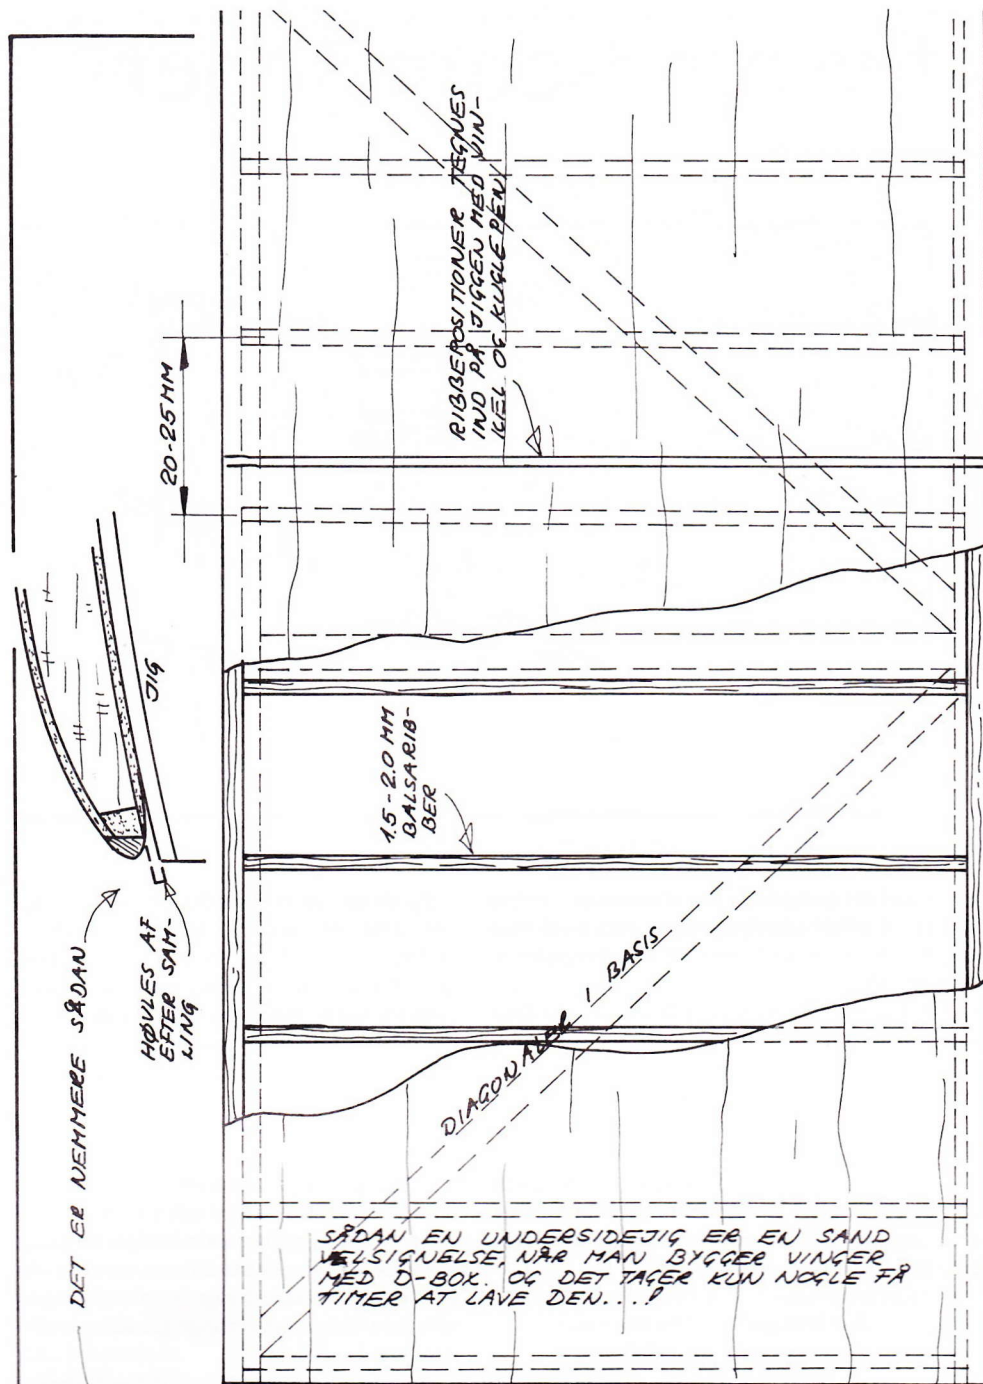 RIBBEPOSITIONER TEGNES
IND PÅ JIGGEN MED VIN-
KEL OG KUGLEPEN
20-25 MM
JIG
1.5-2.0 MM
BALSARIB-
BER
DET ER NEMMERE SÅDAN
HØVLES AF
EFTER SAM-
LING
DIAGONALER I BASIS
SÅDAN EN UNDERSIDEJIG ER EN SAND
VELSIGNELSE, NÅR MAN BYGGER VINGER
MED D-BOX. OG DET TAGER KUN NOGLE FÅ
TIMER AT LAVE DEN....!